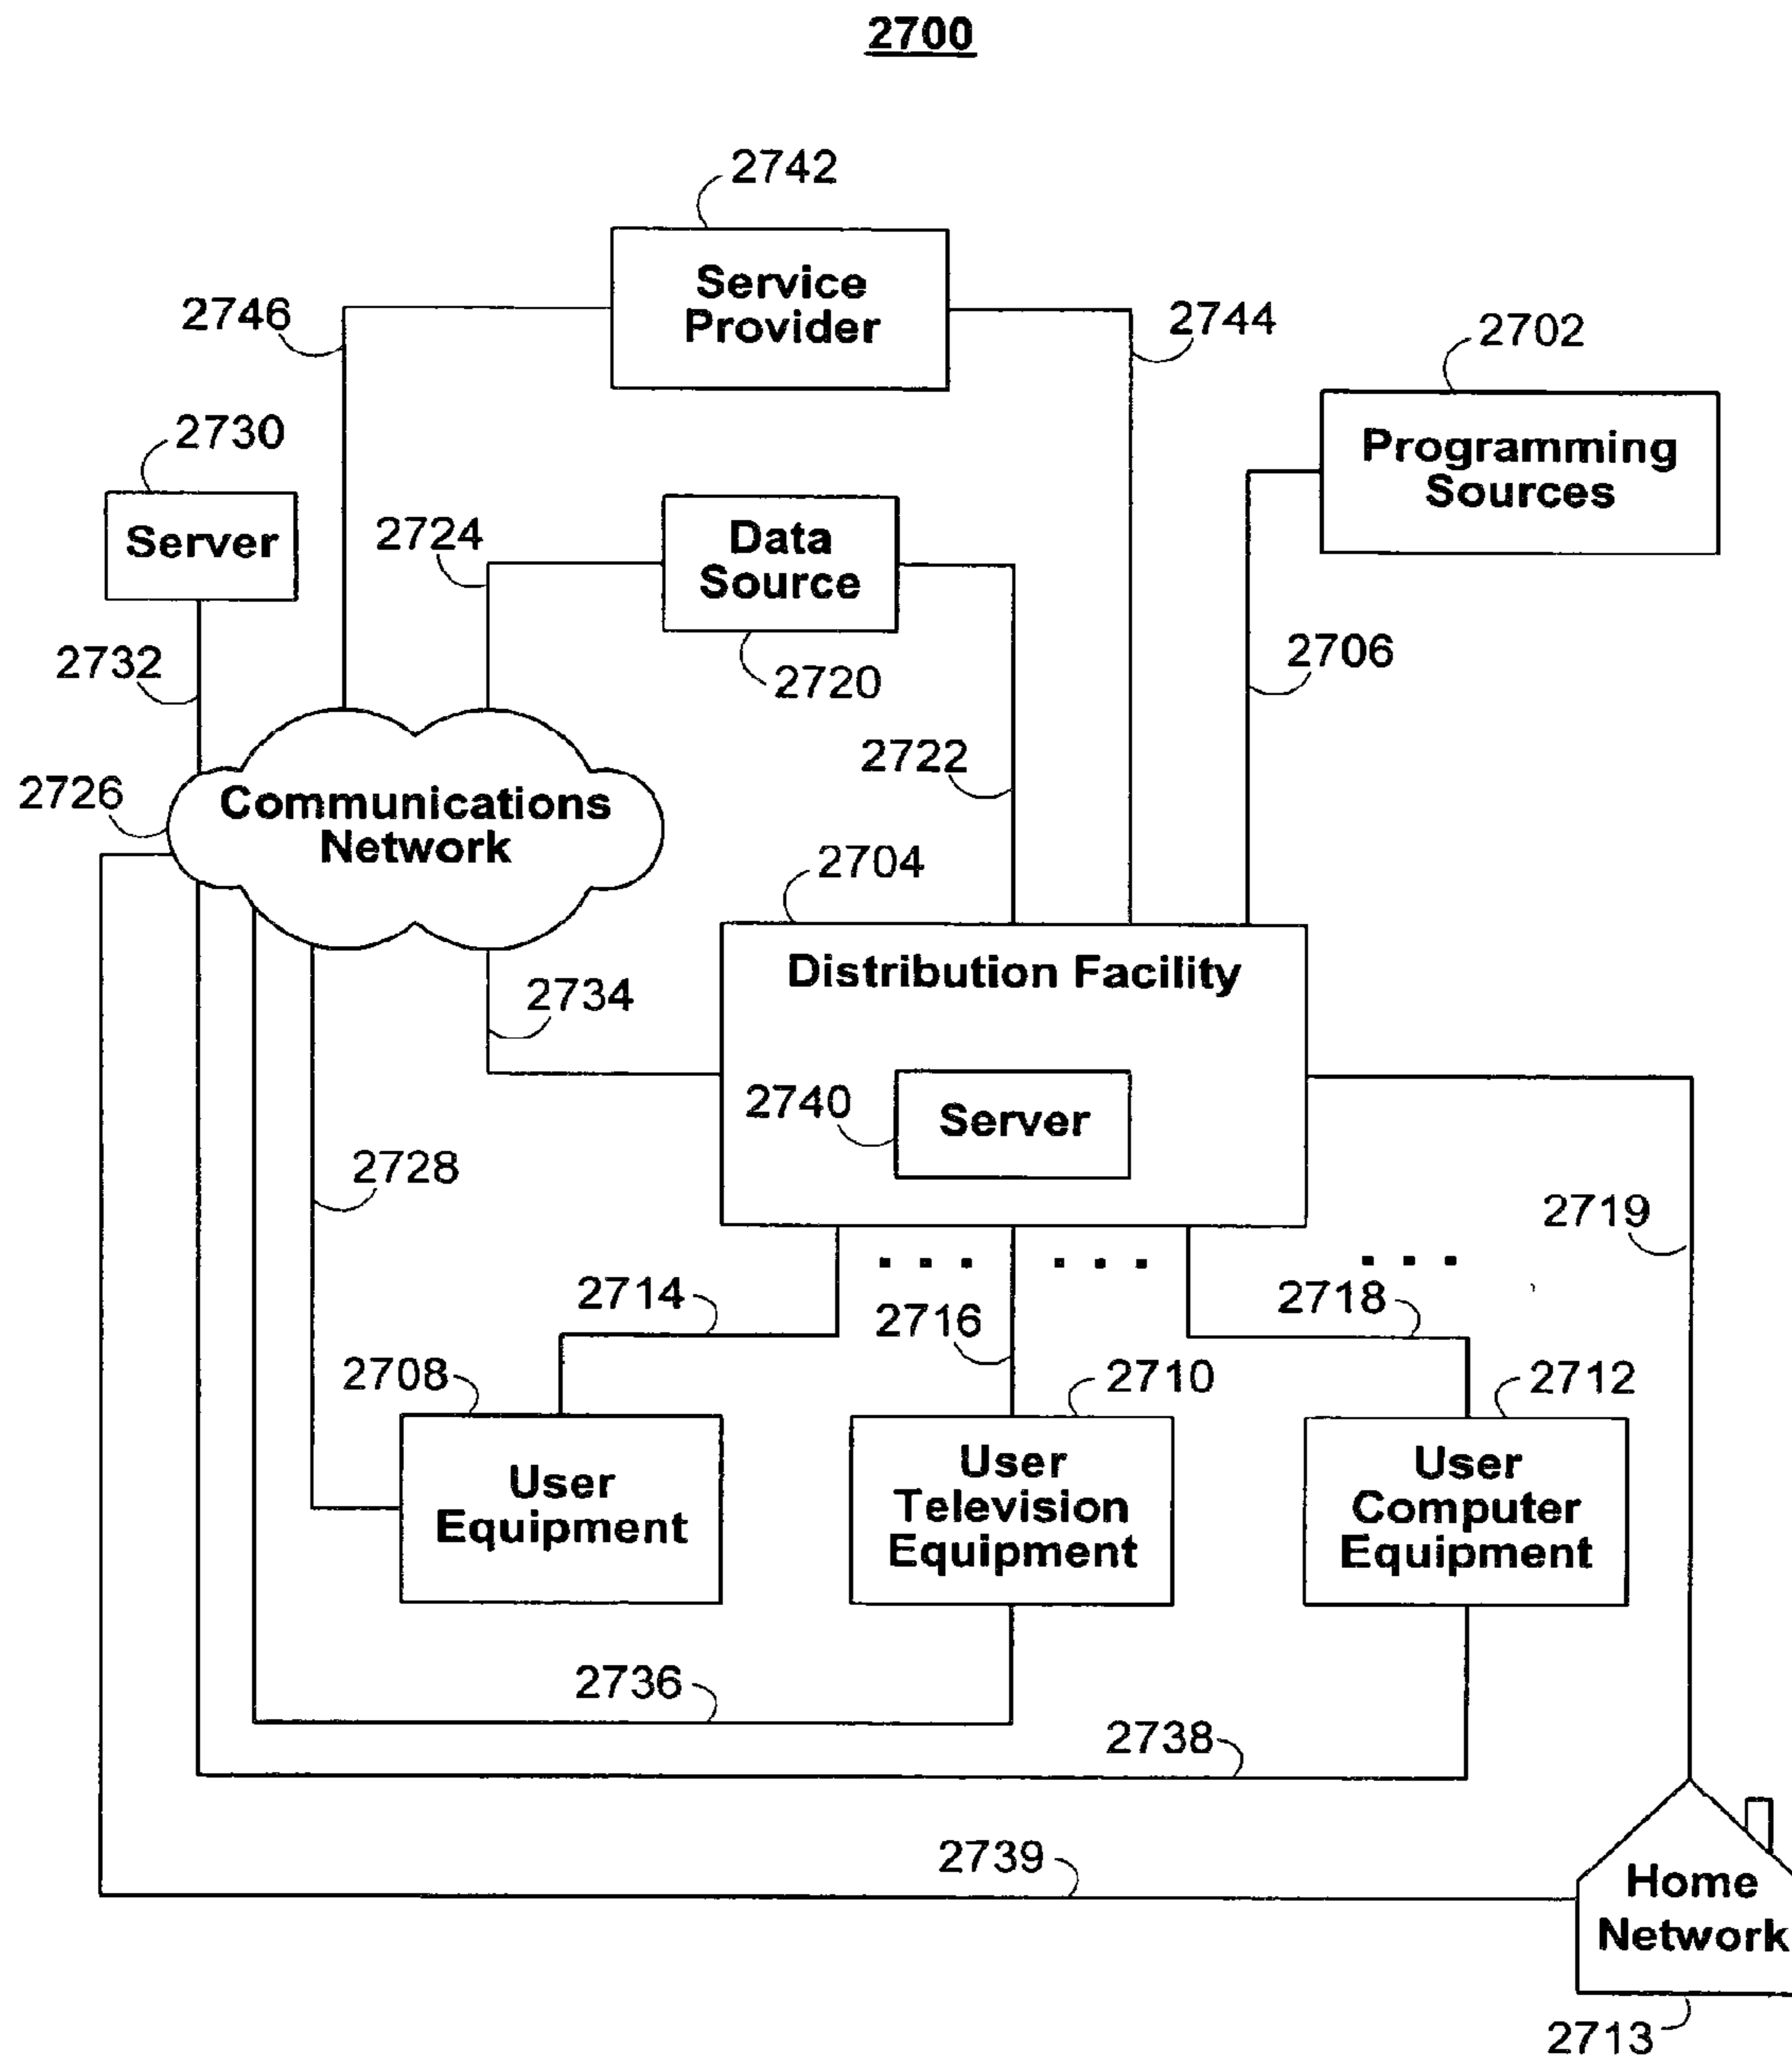 2700
2742
Service
Provider
2746
2744
2702
Programming
Sources
2730
Server
2724
Data
Source
2720
2732
2706
2722
2726
Communications
Network
2704
Distribution Facility
2734
2740
Server
2728
2719
. . . . . . . . .
2714
2716
2718
2708
User
Equipment
2710
User
Television
Equipment
2712
User
Computer
Equipment
2736
2738
2739
Home
Network
2713